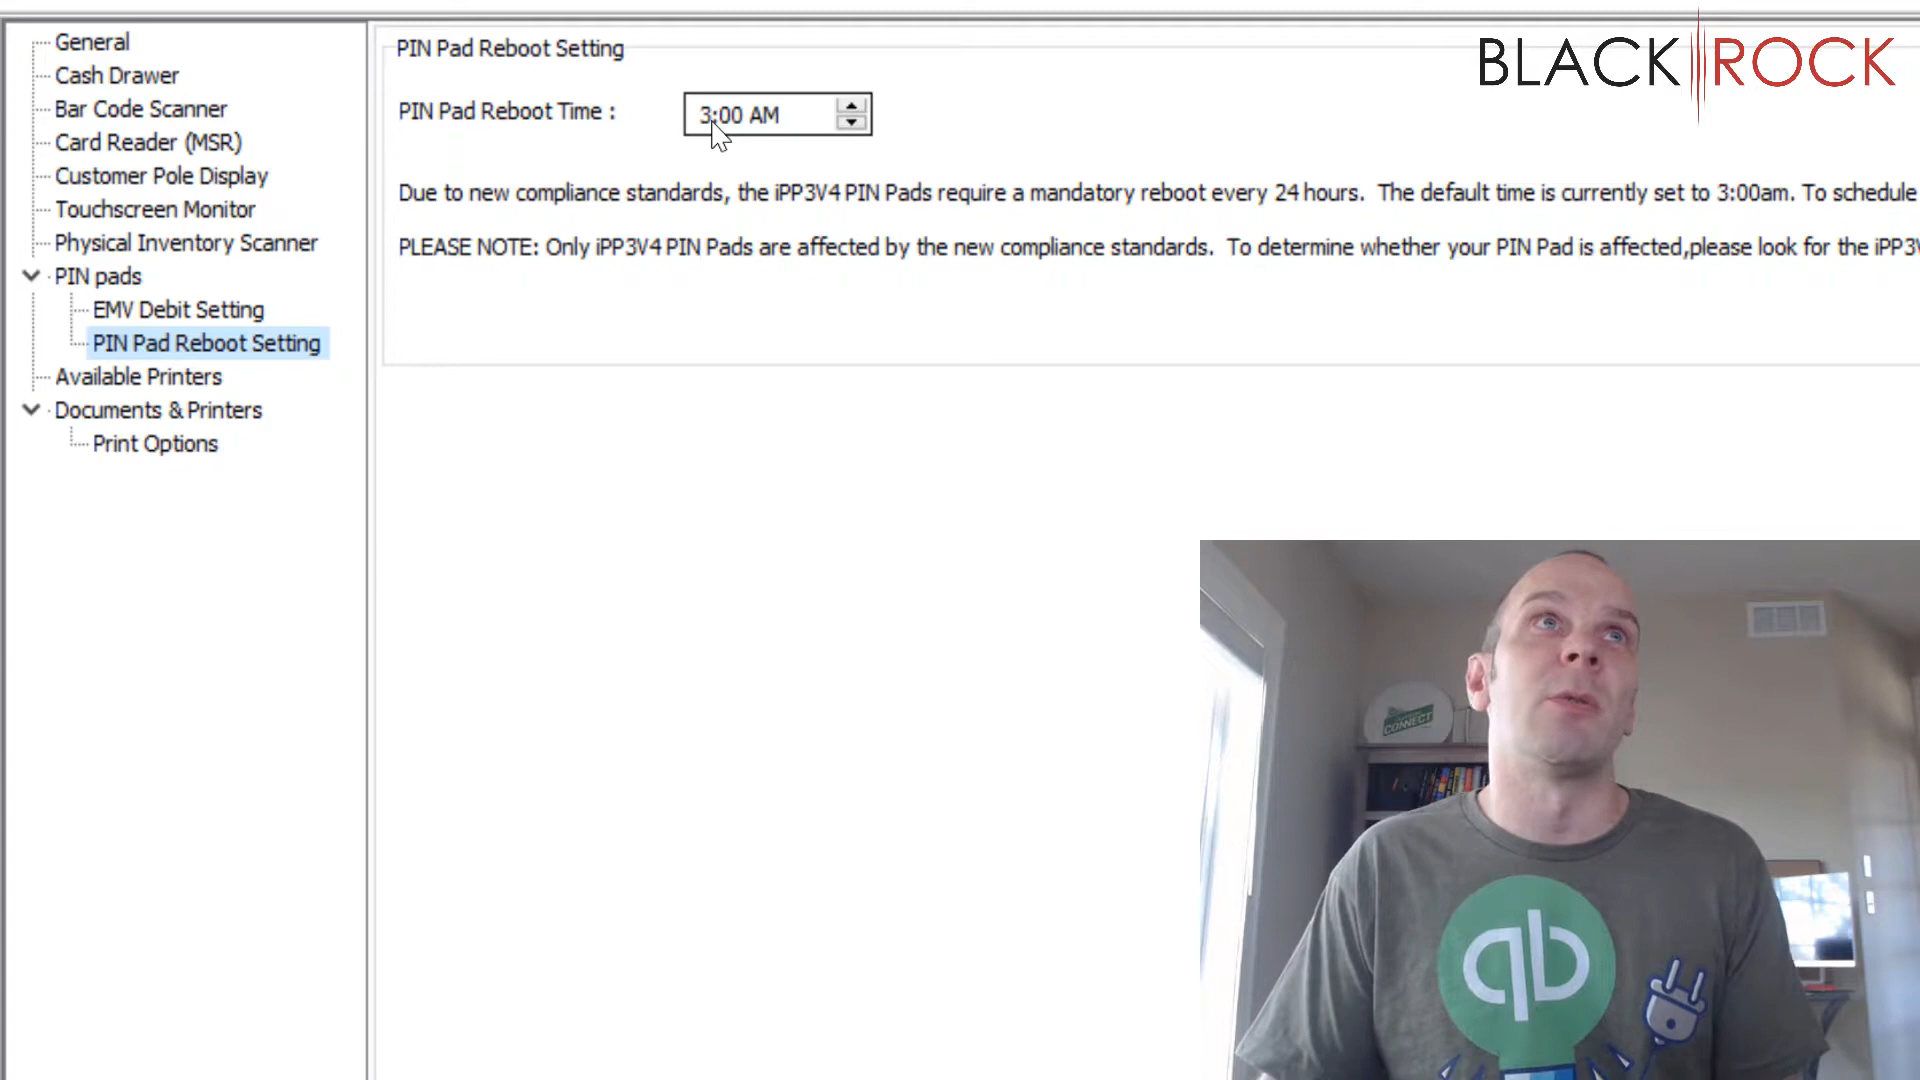 General
Cash Drawer
Bar Code Scanner
Card Reader (MSR)
Customer Pole Display
Touchscreen Monitor
Physical Inventory Scanner
PIN pads
EMV Debit Setting
PIN Pad Reboot Setting
Available Printers
Documents & Printers
Print Options
PIN Pad Reboot Setting
BLACK ROCK
PIN Pad Reboot Time :
3:00 AM
Due to new compliance standards, the iPP3V4 PIN Pads require a mandatory reboot every 24 hours. The default time is currently set to 3:00am. To schedule
PLEASE NOTE: Only iPP3V4 PIN Pads are affected by the new compliance standards. To determine whether your PIN Pad is affected,please look for the iPP3V
CONNECT
qb